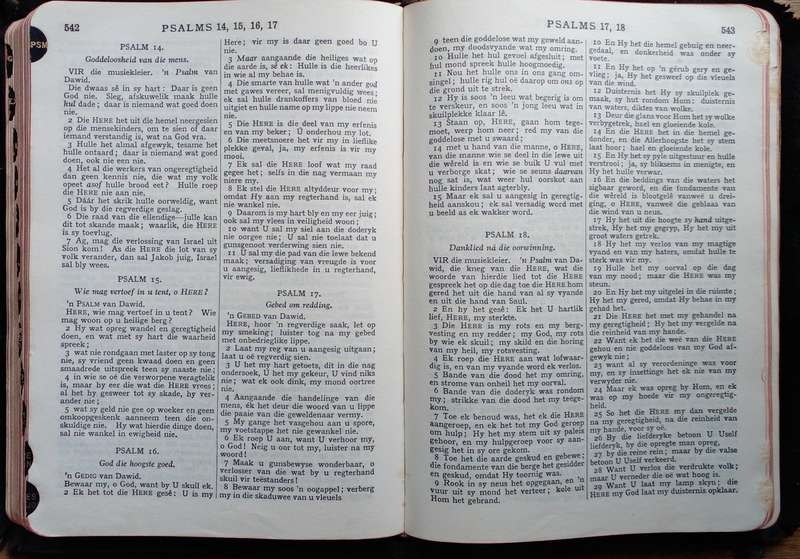 542
PSALMS 14, 15, 16, 17
PSALM 14.
Goddeloosheid van die mens.
VIR die musiekleier. 'n Psalm van
Dawid.
Die dwaas sê in sy hart: Daar is geen
God nie. Sleg, afskuwelik maak hulle
hul dade; daar is niemand wat goed doen
nie.
2 Die HERE het uit die hemel neergesien
op die mensekinders, om te sien of daar
iemand verstandig is, wat na God vra.
3 Hulle het almal afgewyk, tesame het
hulle ontaard; daar is niemand wat goed
doen, ook nie een nie.
4 Het al die werkers van ongeregtigheid
dan geen kennis nie, die wat my volk
opeet asof hulle brood eet? Hulle roep
die HERE nie aan nie.
5 Dáár het skrik hulle oorweldig, want
God is by die regverdige geslag.
6 Die raad van die ellendige—julle kan
dit tot skande maak; waarlik, die HERE
is sy toevlug.
7 Ag, mag die verlossing van Israel uit
Sion kom! As die HERE die lot van sy
volk verander, dan sal Jakob juig, Israel
sal bly wees.
PSALM 15.
Wie mag vertoef in u tent, o HERE?
'n PSALM van Dawid.
HERE, wie mag vertoef in u tent? Wie
mag woon op u heilige berg?
2 Hy wat opreg wandel en geregtigheid
doen, en wat met sy hart die waarheid
spreek;
3 wat nie rondgaan met laster op sy tong
nie, sy vriend geen kwaad doen en geen
smaadrede uitspreek teen sy naaste nie;
4 in wie se oë die verworpene veragtelik
is, maar hy eer die wat die HERE vrees;
al het hy gesweer tot sy skade, hy ver-
ander nie;
5 wat sy geld nie gee op woeker en geen
omkoopgeskenk aanneem teen die on-
skuldige nie. Hy wat hierdie dinge doen,
sal nie wankel in ewigheid nie.
PSALM 16.
God die hoogste goed.
'n GEDIG van Dawid.
Bewaar my, o God, want by U skuil ek.
2 Ek het tot die HERE gesê: U is my
Here; vir my is daar geen goed bo U
nie.
3 Maar aangaande die heiliges wat op
die aarde is, sê ek: Hulle is die heerlikes
in wie al my behae is.
4 Die smarte van hulle wat 'n ander god
met gawes vereer, sal menigvuldig wees;
ek sal hulle drankoffers van bloed nie
uitgiet en hulle name op my lippe nie neem
nie.
5 Die HERE is die deel van my erfenis
en van my beker; U onderhou my lot.
6 Die meetsnoere het vir my in lieflike
plekke geval, ja, my erfenis is vir my
mooi.
7 Ek sal die HERE loof wat my raad
gegee het; selfs in die nag vermaan my
niere my.
8 Ek stel die HERE altyddeur voor my;
omdat Hy aan my regterhand is, sal ek
nie wankel nie.
9 Daarom is my hart bly en my eer juig;
ook sal my vlees in veiligheid woon;
10 want U sal my siel aan die doderyk
nie oorgee nie; U sal nie toelaat dat u
gunsgenoot verderwing sien nie.
11 U sal my die pad van die lewe bekend
maak; versadiging van vreugde is voor
u aangesig, lieflikhede in u regterhand,
vir ewig.
PSALM 17.
Gebed om redding.
'n GEBED van Dawid.
HERE, hoor 'n regverdige saak, let op
my smeking; luister tog na my gebed
met onbedrieglike lippe.
2 Laat my reg van u aangesig uitgaan;
laat u oë regverdig sien.
3 U het my hart getoets, dit in die nag
ondersoek, U het my gekeur, U vind niks
nie; wat ek ook dink, my mond oortree
nie.
4 Aangaande die handelinge van die
mens, ék het deur die woord van u lippe
die paaie van die geweldenaar vermy.
5 My gange het vasgehou aan u spore,
my voetstappe het nie gewankel nie.
6 Ek roep U aan, want U verhoor my,
o God! Neig u oor tot my, luister na my
woord!
7 Maak u gunsbewyse wonderbaar, o
verlosser van die wat by u regterhand
skuil vir teëstanders!
8 Bewaar my soos 'n oogappel; verberg
my in die skaduwee van u vleuels
PSALMS 17, 18
543
9 teen die goddelose wat my geweld aan-
doen, my doodsvyande wat my omring.
10 Hulle het hul gevoel afgesluit; met
hul mond spreek hulle hoogmoedig.
11 Nou het hulle ons in ons gang om-
singel; hulle rig hul oë daarop om ons op
die grond uit te strek.
12 Hy is soos 'n leeu wat begerig is om
te verskeur, en soos 'n jong leeu wat in
skuilplekke klaar lê.
13 Staan op, HERE, gaan hom tege-
moet, werp hom neer; red my van die
goddelose met u swaard;
14 met u hand van die manne, o HERE,
van die manne wie se deel in die lewe uit
die wêreld is en wie se buik U vul met
u verborge skat; wie se seuns daarvan
nog sat is, wat weer hul oorskot aan
hulle kinders laat agterbly.
15 Maar ek sal u aangesig in geregtig-
heid aanskou; ek sal versadig word met
u beeld as ek wakker word.
PSALM 18.
Danklied ná die oorwinning.
VIR die musiekleier. 'n Psalm van Da-
wid, die kneg van die HERE, wat die
woorde van hierdie lied tot die HERE
gespreek het op die dag toe die HERE hom
gered het uit die hand van al sy vyande
en uit die hand van Saul.
2 En hy het gesê: Ek het U hartlik
lief, HERE, my sterkte.
3 Die HERE is my rots en my berg-
vesting en my redder; my God, my rots
by wie ek skuil; my skild en die horing
van my heil, my rotsvesting.
4 Ek roep die HERE aan wat lofwaar-
dig is, en van my vyande word ek verlos.
5 Bande van die dood het my omring,
en strome van onheil het my oorval.
6 Bande van die doderyk was rondom
my; strikke van die dood het my teëge-
kom.
7 Toe ek benoud was, het ek die HERE
aangeroep, en ek het tot my God geroep
om hulp; Hy het my stem uit sy paleis
gehoor, en my hulpgeroep voor sy aan-
gesig het in sy ore gekom.
8 Toe het die aarde geskud en gebewe;
die fondamente van die berge het gesidder
en geskud, omdat Hy toornig was.
9 Rook in sy neus het opgegaan, en 'n
vuur uit sy mond het verteer; kole uit
Hom het gebrand.
10 En Hy het die hemel gebuig en neer-
gedaal, en donkerheid was onder sy
voete.
11 En Hy het op 'n gérub gery en ge-
vlieg; ja, Hy het gesweef op die vleuels
van die wind.
12 Duisternis het Hy sy skuilplek ge-
maak, sy hut rondom Hom: duisternis
van waters, diktes van wolke.
13 Deur die glans voor Hom het sy wolke
verbygetrek, hael en gloeiende kole.
14 En die HERE het in die hemel ge-
donder, en die Allerhoogste het sy stem
laat hoor; hael en gloeiende kole.
15 En Hy het sy pyle uitgestuur en hulle
verstrooi; ja, sy bliksems in menigte, en
Hy het hulle verwar.
16 En die beddings van die waters het
sigbaar geword, en die fondamente van
die wêreld is blootgelê vanweë u drei-
ging, o HERE, vanweë die geblaas van
die wind van u neus.
17 Hy het uit die hoogte sy hand uitge-
strek, Hy het my gegryp, Hy het my uit
groot waters getrek.
18 Hy het my verlos van my magtige
vyand en van my haters, omdat hulle te
sterk was vir my.
19 Hulle het my oorval op die dag
van my nood; maar die HERE was my
steun.
20 En Hy het my uitgelei in die ruimte;
Hy het my gered, omdat Hy behae in my
gehad het.
21 Die HERE het met my gehandel na
my geregtigheid; Hy het my vergelde na
die reinheid van my hande.
22 Want ek het die weë van die HERE
gehou en nie goddeloos van my God af-
gewyk nie;
23 want al sy verordeninge was voor
my, en sy insettinge het ek nie van my
verwyder nie.
24 Maar ek was opreg by Hom, en ek
was op my hoede vir my ongeregtig-
heid.
25 So het die HERE my dan vergelde
na my geregtigheid, na die reinheid van
my hande, voor sy oë.
26 By die liefderyke betoon U Uself
liefderyk, by die opregte man opreg,
27 by die reine rein; maar by die valse
betoon U Uself verkeerd.
28 Want U verlos die verdrukte volk;
maar U verneder die oë wat hoog is.
29 Want U laat my lamp skyn; die
HERE my God laat my duisternis opklaar.